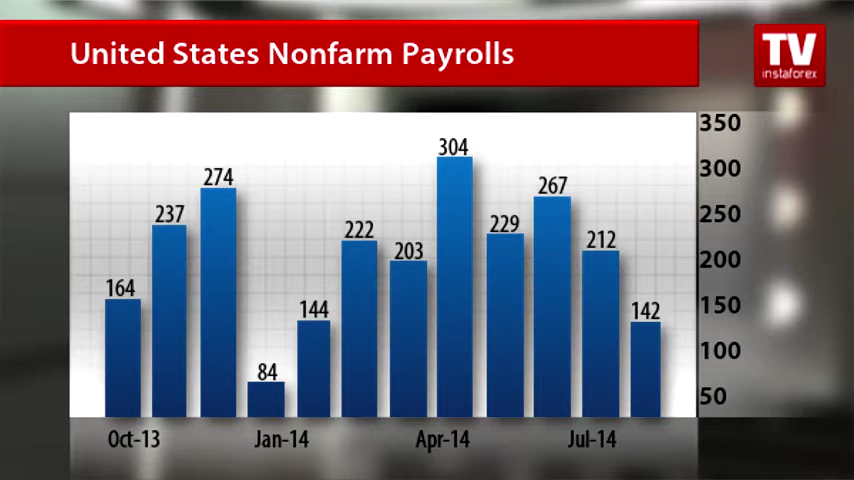 United States Nonfarm Payrolls
TV
instaforex
350
300
250
200
150
100
50
164
237
274
84
144
222
203
304
229
267
212
142
Oct-13
Jan-14
Apr-14
Jul-14